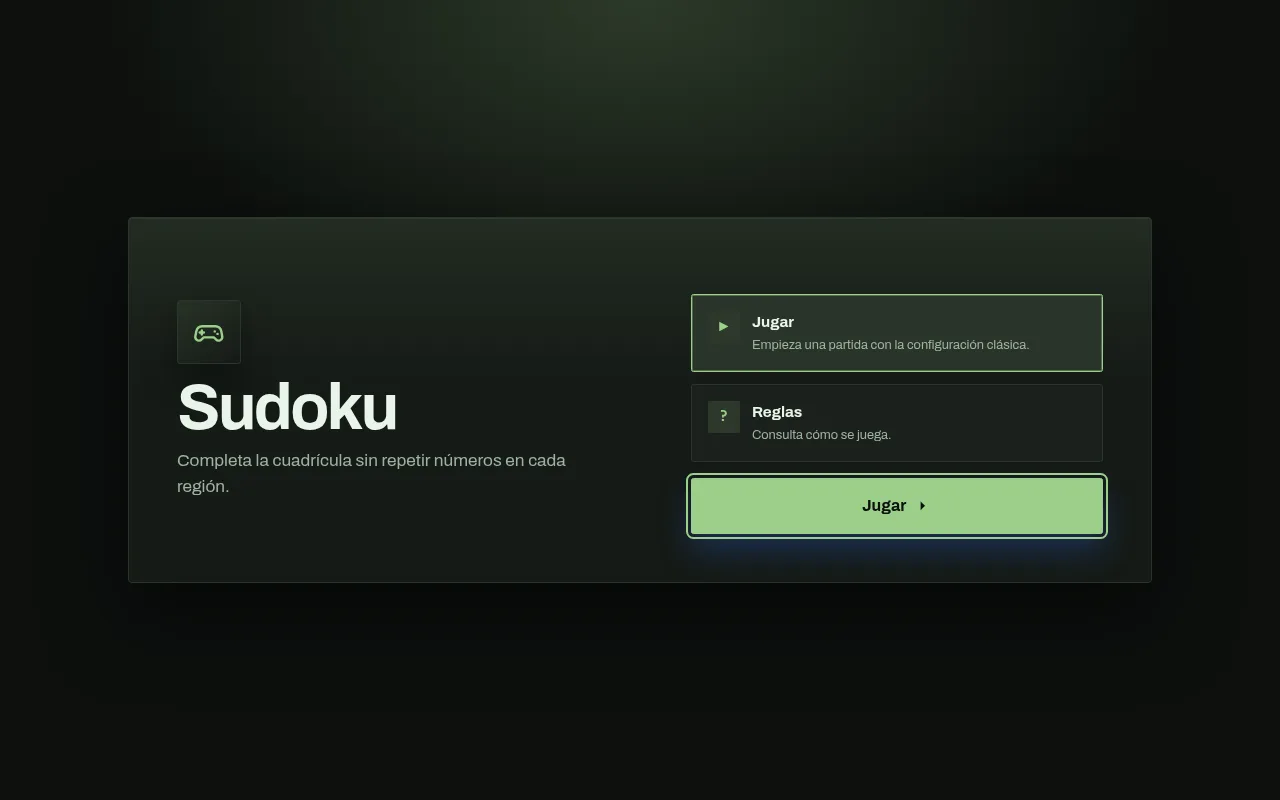 Sudoku
Completa la cuadrícula sin repetir números en cada
región.
Jugar
Empieza una partida con la configuración clásica.
?
Reglas
Consulta cómo se juega.
Jugar